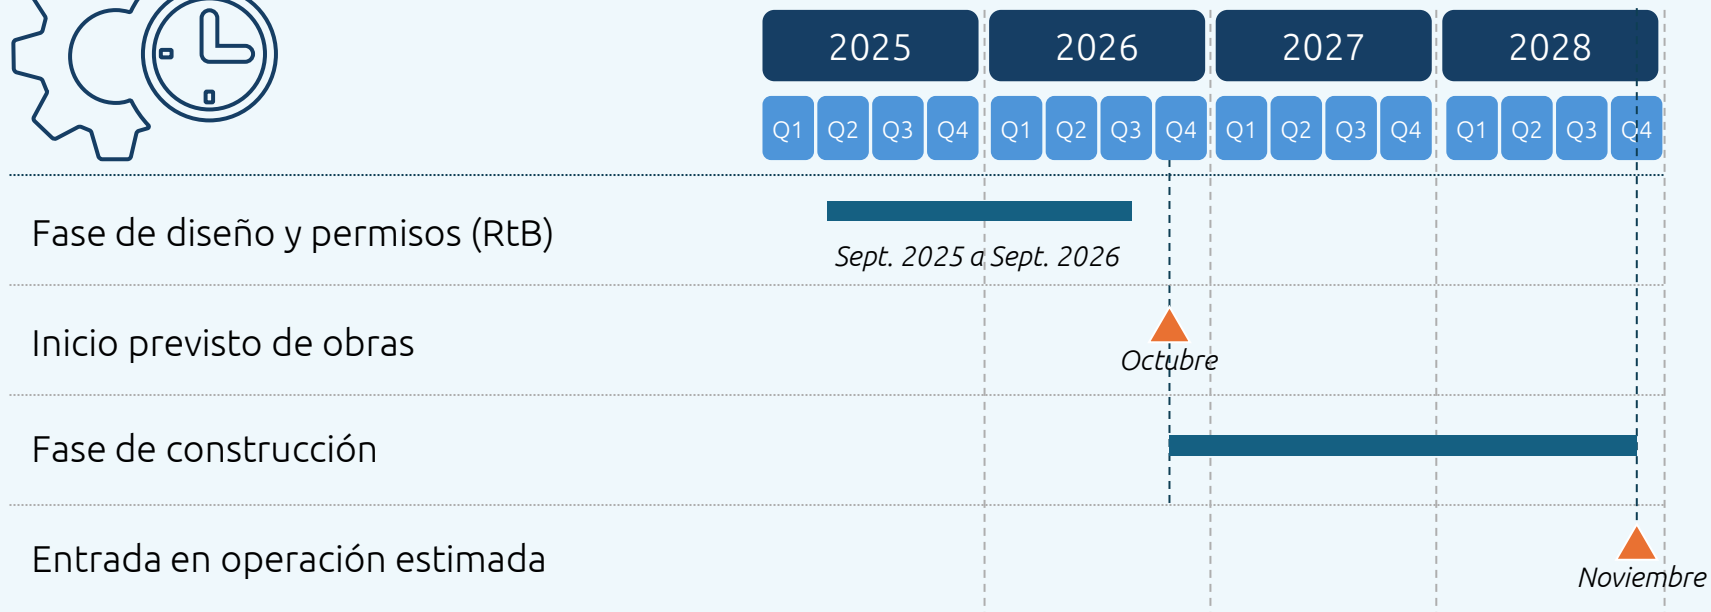 2025 2026 2027 2028
Q1 Q2 Q3 Q4 Q1 Q2 Q3 Q4 Q1 Q2 Q3 Q4 Q1 Q2 Q3 Q4
Fase de diseño y permisos (RtB)
Sept. 2025 a Sept. 2026
Inicio previsto de obras
Octubre
Fase de construcción
Entrada en operación estimada
Noviembre